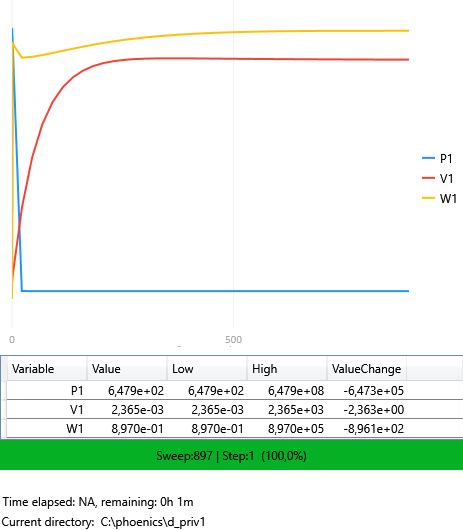 P1
V1
W1
0 500
Variable Value Low High ValueChange
P1 6,479e+02 6,479e+02 6,479e+08 -6,473e+05
V1 2,365e-03 2,365e-03 2,365e+03 -2,363e+00
W1 8,970e-01 8,970e-01 8,970e+05 -8,961e+02
Sweep:897 | Step:1 (100,0%)
Time elapsed: NA, remaining: 0h 1m
Current directory: C:\phoenics\d_priv1